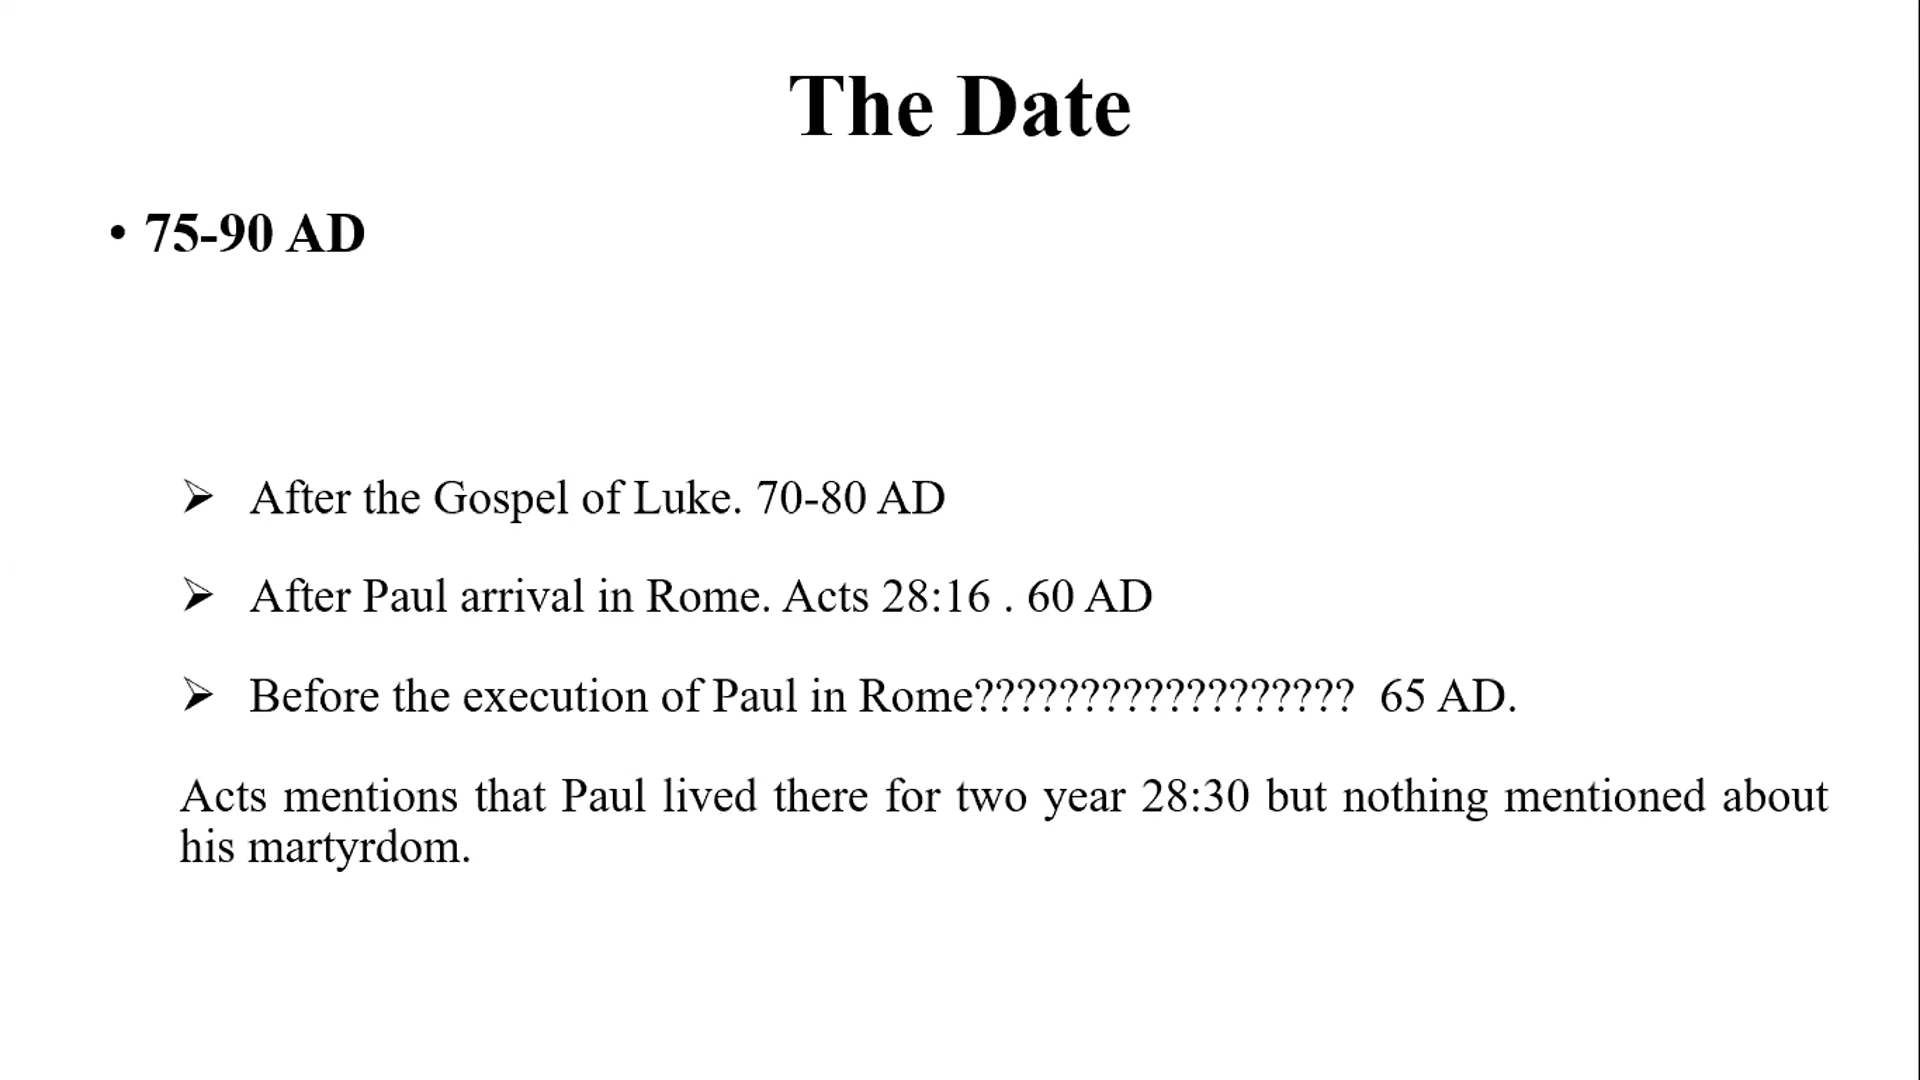 The Date
• 75-90 AD
➢ After the Gospel of Luke. 70-80 AD
➢ After Paul arrival in Rome. Acts 28:16 . 60 AD
➢ Before the execution of Paul in Rome?????????????????? 65 AD.
Acts mentions that Paul lived there for two year 28:30 but nothing mentioned about
his martyrdom.